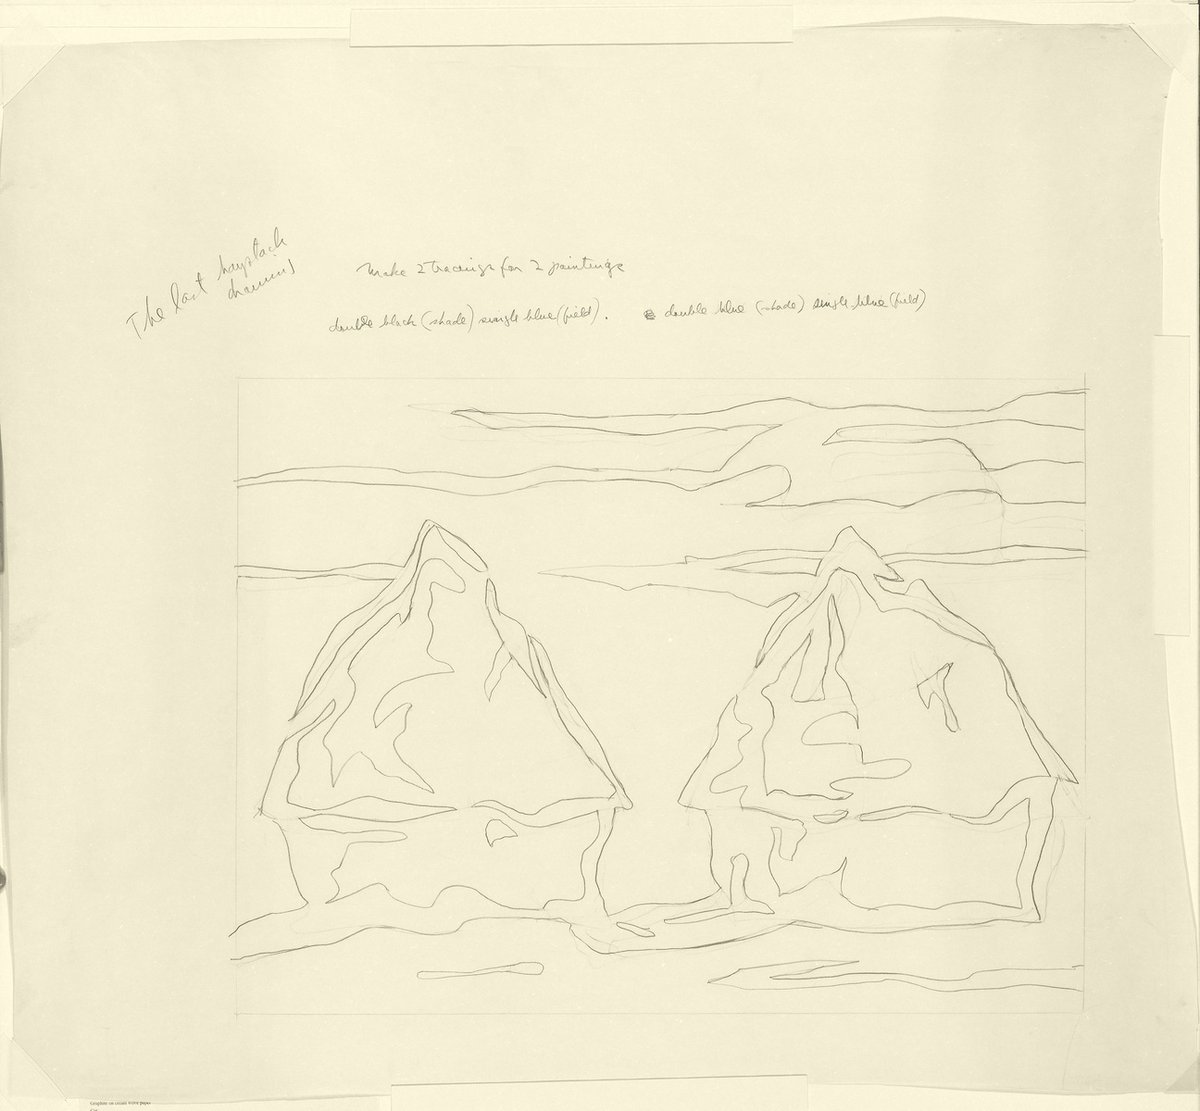 The last haystack
drawing
Make 2 tracings for 2 paintings
double black (shade) single blue (field). double blue (shade) single blue (field)
Graphite on cream wove paper